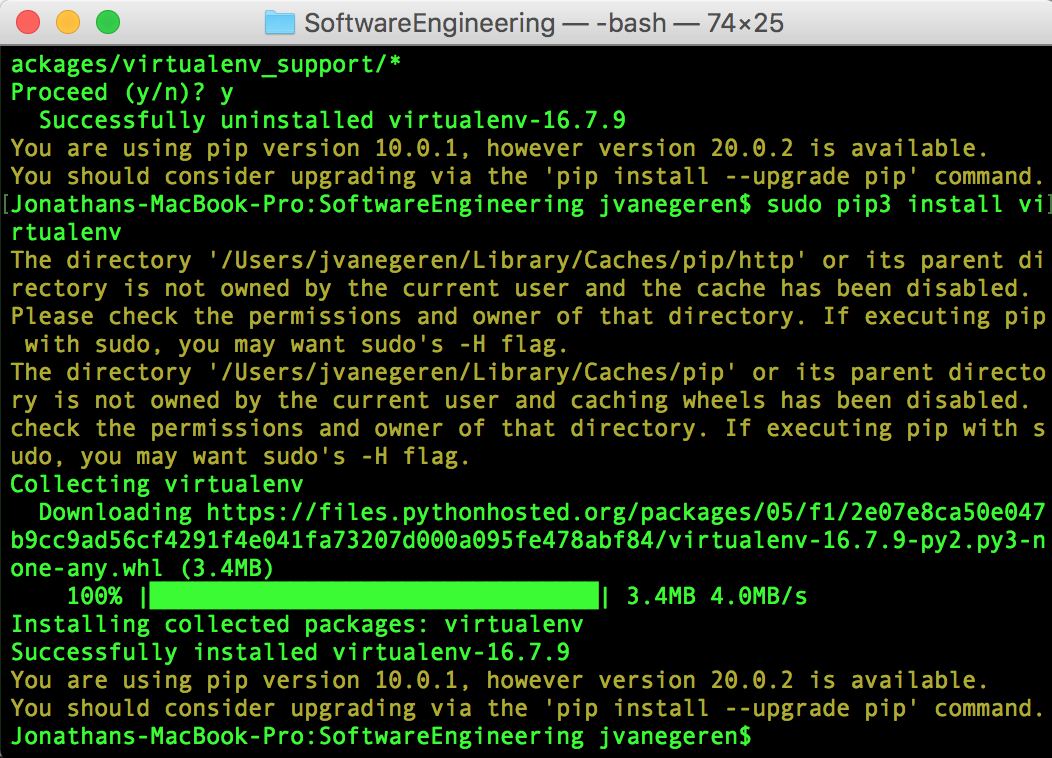 SoftwareEngineering — -bash — 74×25
ackages/virtualenv_support/*
Proceed (y/n)? y
  Successfully uninstalled virtualenv-16.7.9
You are using pip version 10.0.1, however version 20.0.2 is available.
You should consider upgrading via the 'pip install --upgrade pip' command.
[Jonathans-MacBook-Pro:SoftwareEngineering jvanegeren$ sudo pip3 install vi]
rtualenv
The directory '/Users/jvanegeren/Library/Caches/pip/http' or its parent di
rectory is not owned by the current user and the cache has been disabled.
Please check the permissions and owner of that directory. If executing pip
 with sudo, you may want sudo's -H flag.
The directory '/Users/jvanegeren/Library/Caches/pip' or its parent directo
ry is not owned by the current user and caching wheels has been disabled.
check the permissions and owner of that directory. If executing pip with s
udo, you may want sudo's -H flag.
Collecting virtualenv
  Downloading https://files.pythonhosted.org/packages/05/f1/2e07e8ca50e047
b9cc9ad56cf4291f4e041fa73207d000a095fe478abf84/virtualenv-16.7.9-py2.py3-n
one-any.whl (3.4MB)
    100% |████████████████████████████████| 3.4MB 4.0MB/s
Installing collected packages: virtualenv
Successfully installed virtualenv-16.7.9
You are using pip version 10.0.1, however version 20.0.2 is available.
You should consider upgrading via the 'pip install --upgrade pip' command.
Jonathans-MacBook-Pro:SoftwareEngineering jvanegeren$